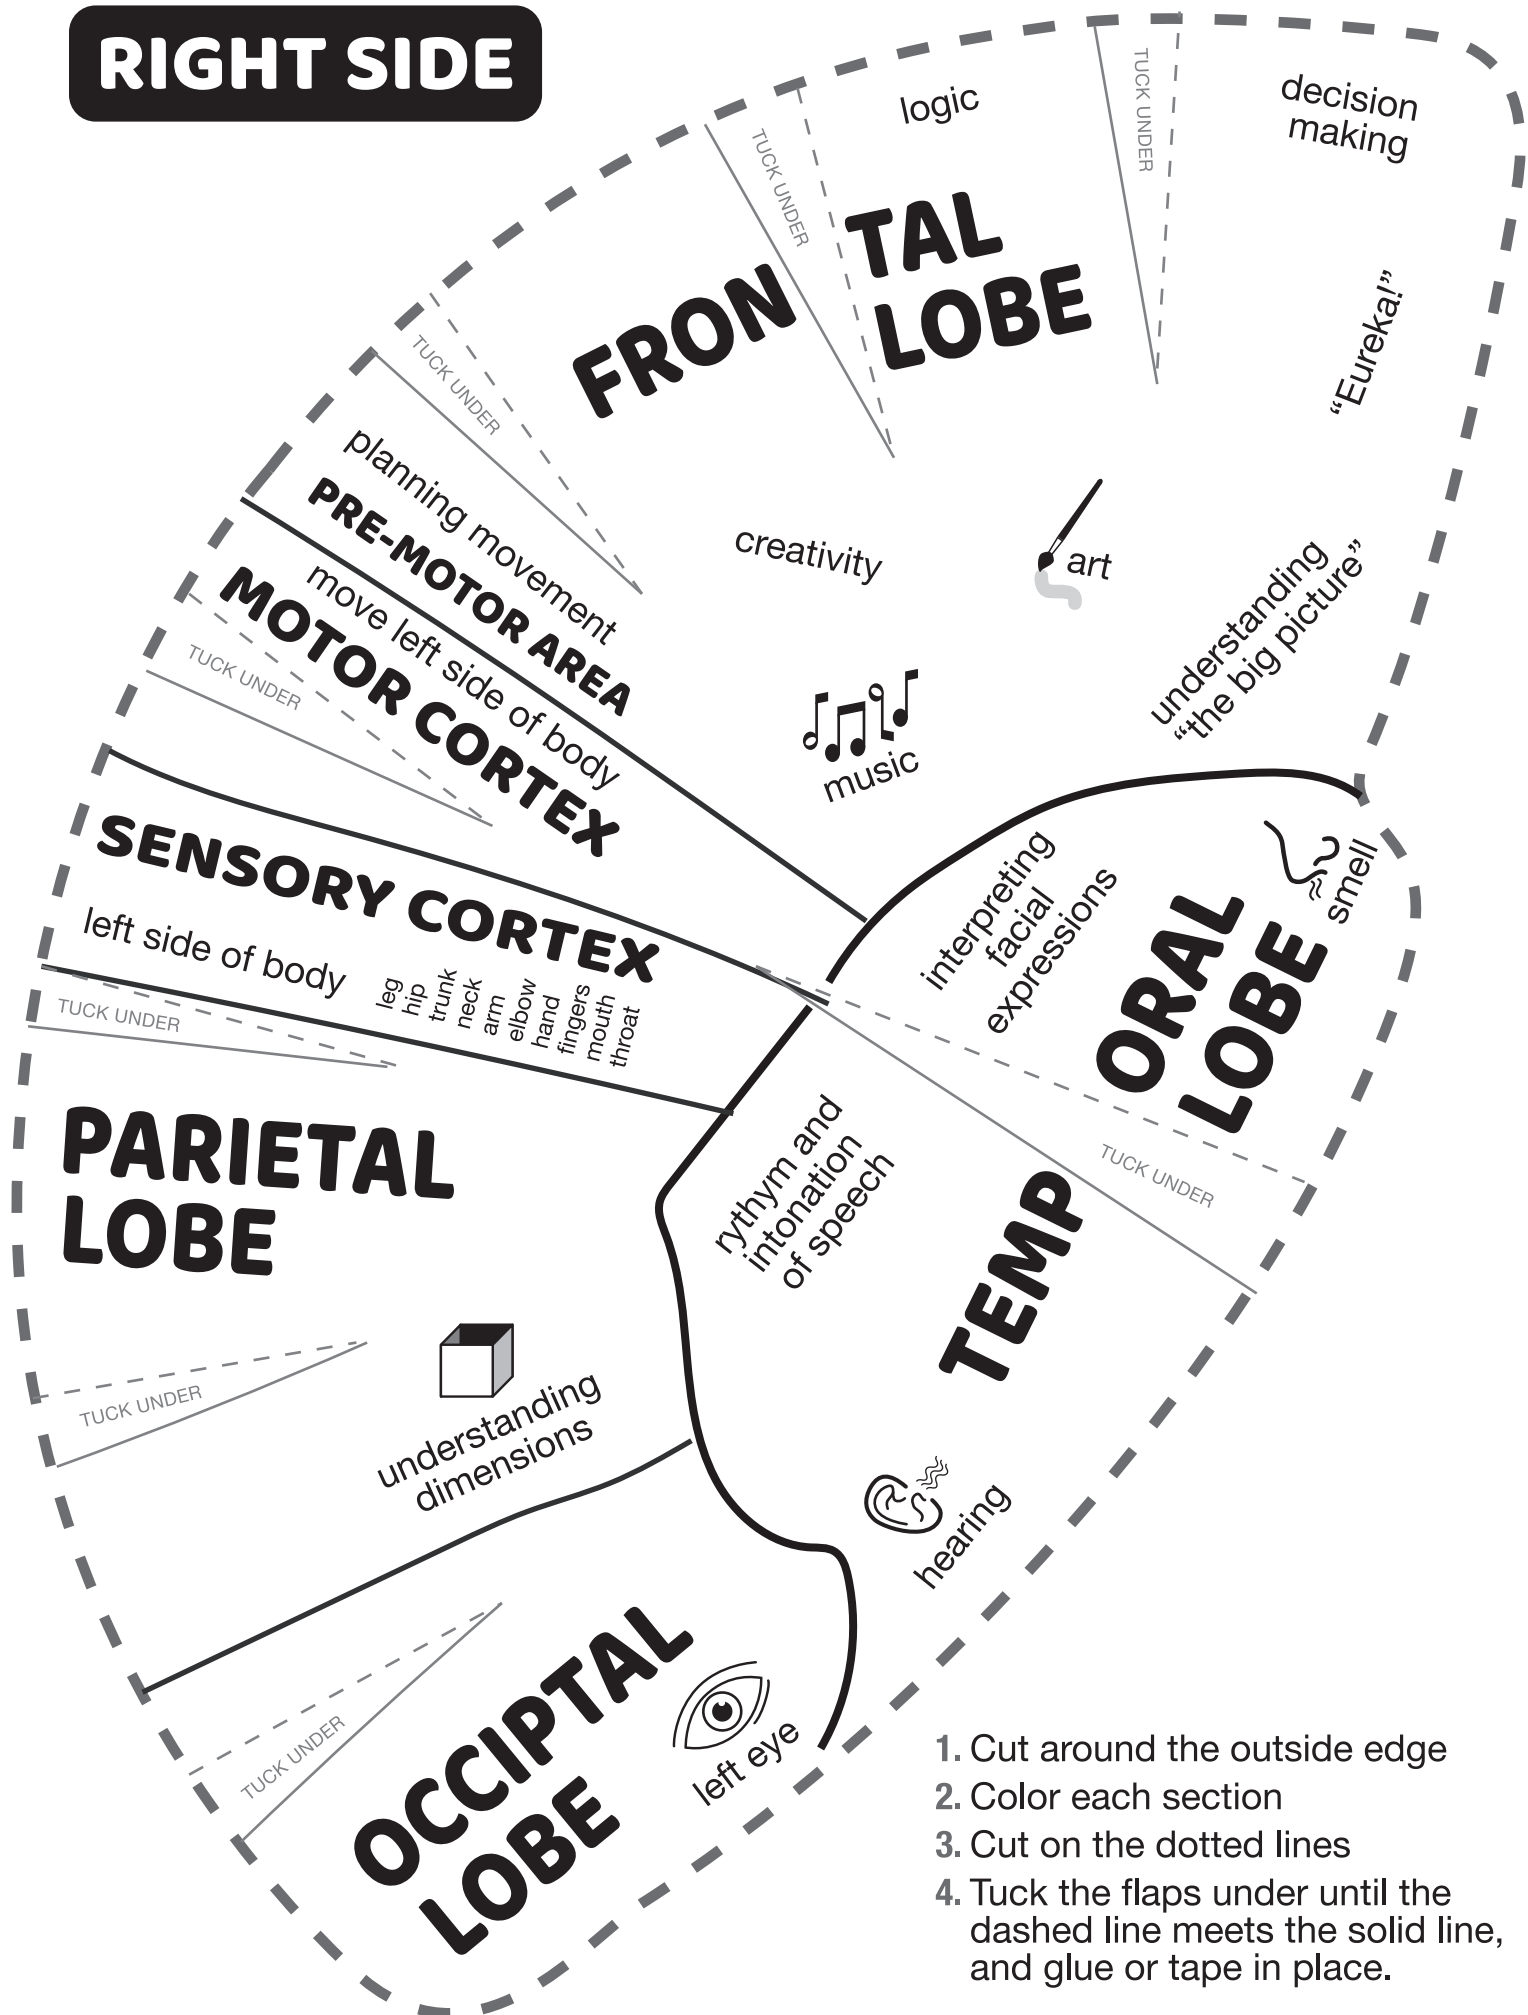 RIGHT SIDE
logic
TUCK UNDER
decision
making
TUCK UNDER
FRON
TAL
LOBE
"Eureka!"
TUCK UNDER
planning movement
PRE-MOTOR AREA
creativity
art
understanding
"the big picture"
move left side of body
MOTOR CORTEX
TUCK UNDER
music
SENSORY CORTEX
left side of body
leg
hip
trunk
neck
arm
elbow
hand
fingers
mouth
throat
interpreting
facial
expressions
smell
ORAL
LOBE
TUCK UNDER
TUCK UNDER
PARIETAL
LOBE
rythym and
intonation
of speech
TEMP
TUCK UNDER
understanding
dimensions
hearing
TUCK UNDER
OCCIPTAL
LOBE
left eye
1. Cut around the outside edge
2. Color each section
3. Cut on the dotted lines
4. Tuck the flaps under until the
dashed line meets the solid line,
and glue or tape in place.